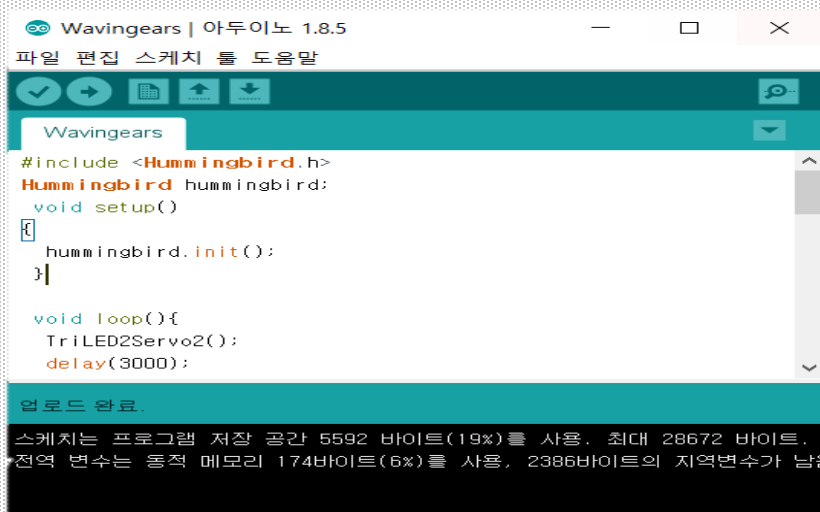 Wavingears | 아두이노 1.8.5
파일 편집 스케치 툴 도움말
Wavingears
#include <Hummingbird.h>
Hummingbird hummingbird;
void setup()
{
hummingbird.init();
}
void loop(){
TriLED2Servo2();
delay(3000);
업로드 완료.
스케치는 프로그램 저장 공간 5592 바이트(19%)를 사용. 최대 28672 바이트.
전역 변수는 동적 메모리 174바이트(6%)를 사용, 2386바이트의 지역변수가 남